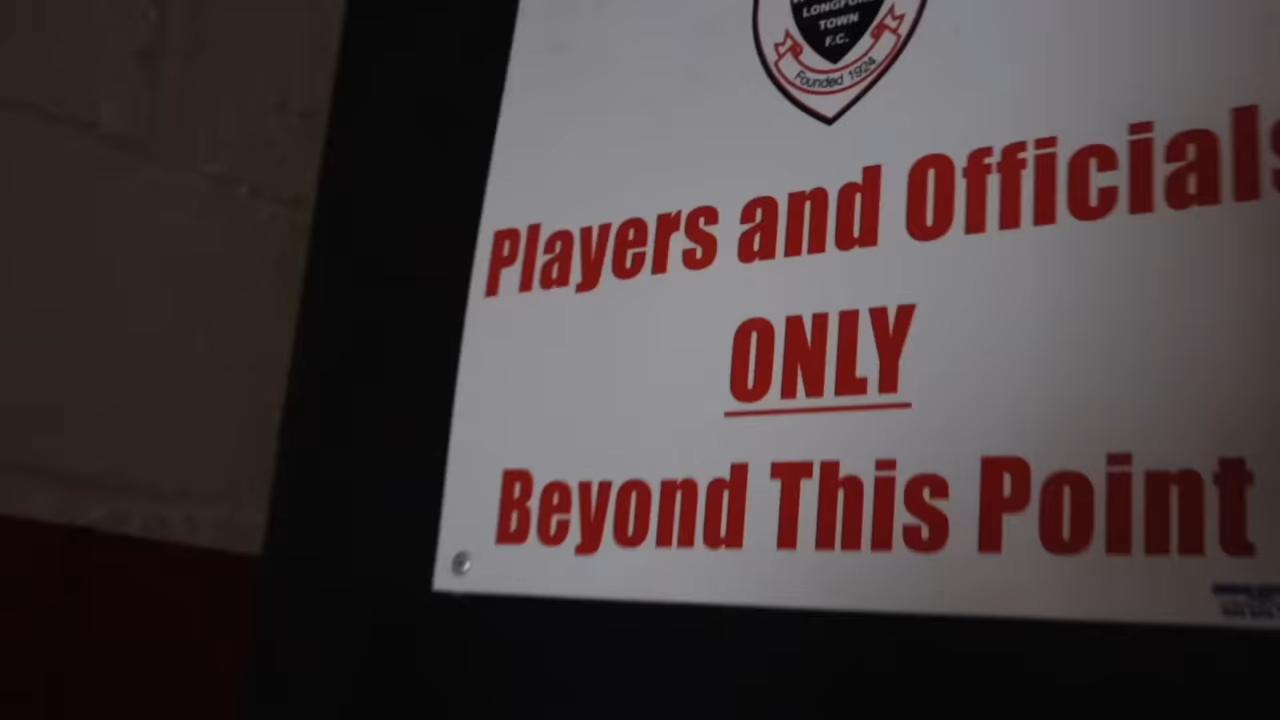 LONGFORD
TOWN
F.C.
Founded 1924
Players and Officials
ONLY
Beyond This Point